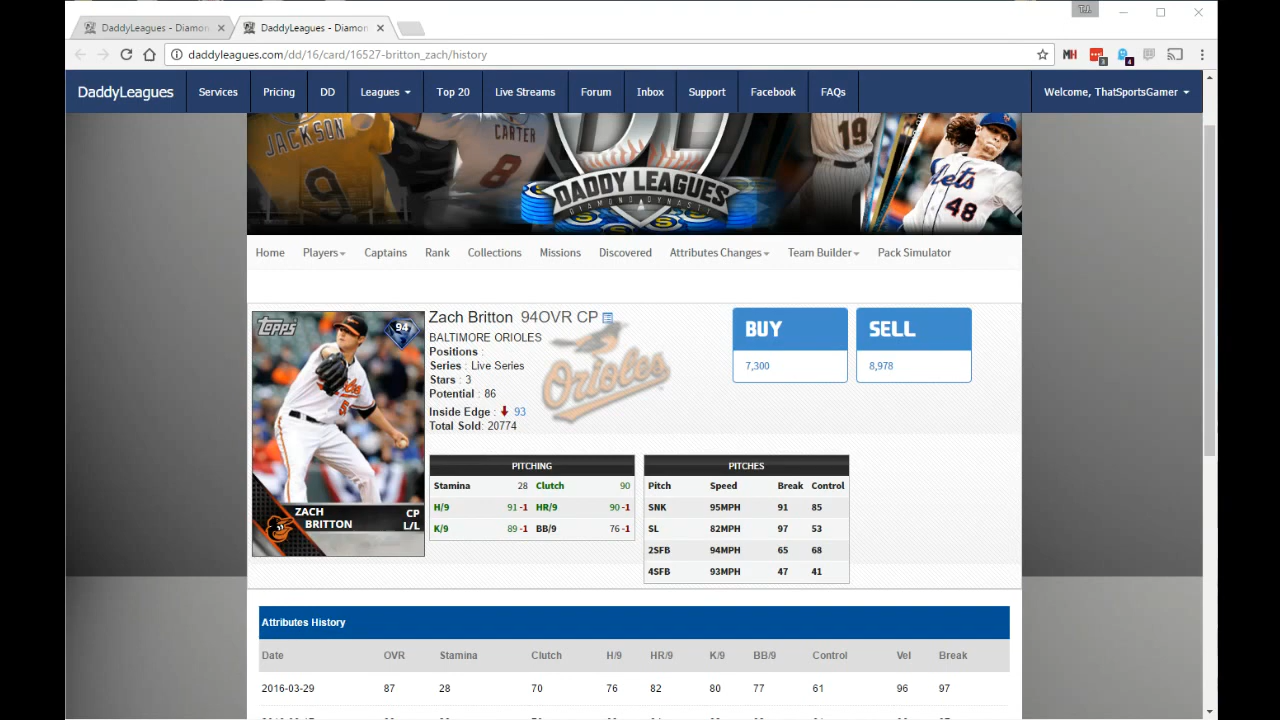 DaddyLeagues - Diamon
DaddyLeagues - Diamon
TJ.
daddyleagues.com/dd/16/card/16527-britton_zach/history
DaddyLeagues Services Pricing DD Leagues Top 20 Live Streams Forum Inbox Support Facebook FAQs Welcome, ThatSportsGamer
JACKSON
9
CARTER
8
DADDY LEAGUES
DIAMOND DYNASTY
19
Mets
48
Home Players Captains Rank Collections Missions Discovered Attributes Changes Team Builder Pack Simulator
Topps
94
ZACH
BRITTON
CP
L/L
Zach Britton 94OVR CP
BALTIMORE ORIOLES
Positions :
Series : Live Series
Stars : 3
Potential : 86
Inside Edge : 93
Total Sold: 20774
Orioles
BUY
7,300
SELL
8,978
PITCHING
Stamina 28 Clutch 90
H/9 91 -1 HR/9 90 -1
K/9 89 -1 BB/9 76 -1
PITCHES
Pitch Speed Break Control
SNK 95MPH 91 85
SL 82MPH 97 53
2SFB 94MPH 65 68
4SFB 93MPH 47 41
Attributes History
Date OVR Stamina Clutch H/9 HR/9 K/9 BB/9 Control Vel Break
2016-03-29 87 28 70 76 82 80 77 61 96 97